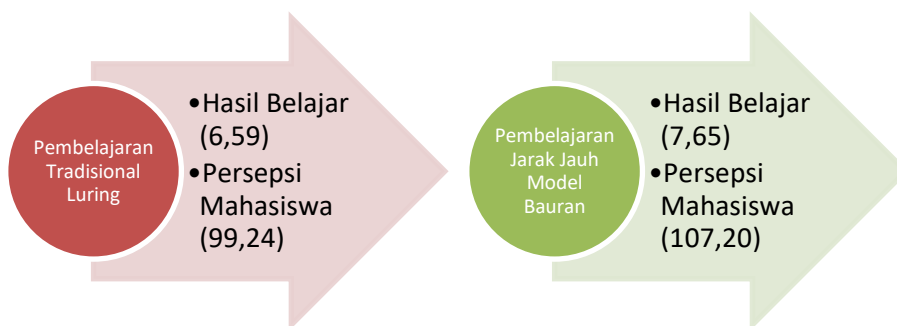 Pembelajaran
Tradisional
Luring
•Hasil Belajar
(6,59)
•Persepsi
Mahasiswa
(99,24)
Pembelajaran
Jarak Jauh
Model
Bauran
•Hasil Belajar
(7,65)
•Persepsi
Mahasiswa
(107,20)